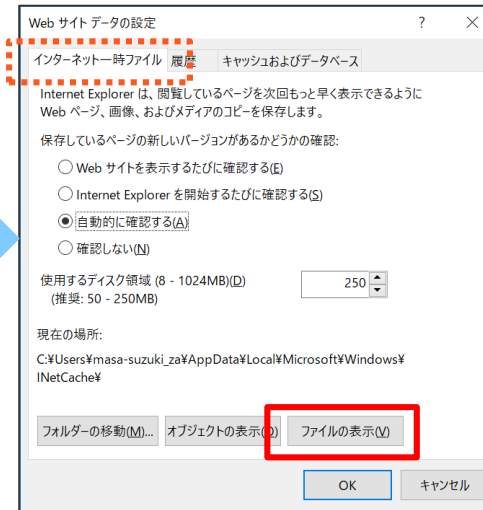 Web サイト データの設定
? ×
インターネット一時ファイル 履歴 キャッシュおよびデータベース
Internet Explorer は、閲覧しているページを次回もっと早く表示できるように
Web ページ、画像、およびメディアのコピーを保存します。
保存しているページの新しいバージョンがあるかどうかの確認:
Web サイトを表示するたびに確認する(E)
Internet Explorer を開始するたびに確認する(S)
自動的に確認する(A)
確認しない(N)
使用するディスク領域 (8 - 1024MB)(D) 250
(推奨: 50 - 250MB)
現在の場所:
C:¥Users¥masa-suzuki_za¥AppData¥Local¥Microsoft¥Windows¥
INetCache¥
フォルダーの移動(M)... オブジェクトの表示(O) ファイルの表示(V)
OK キャンセル